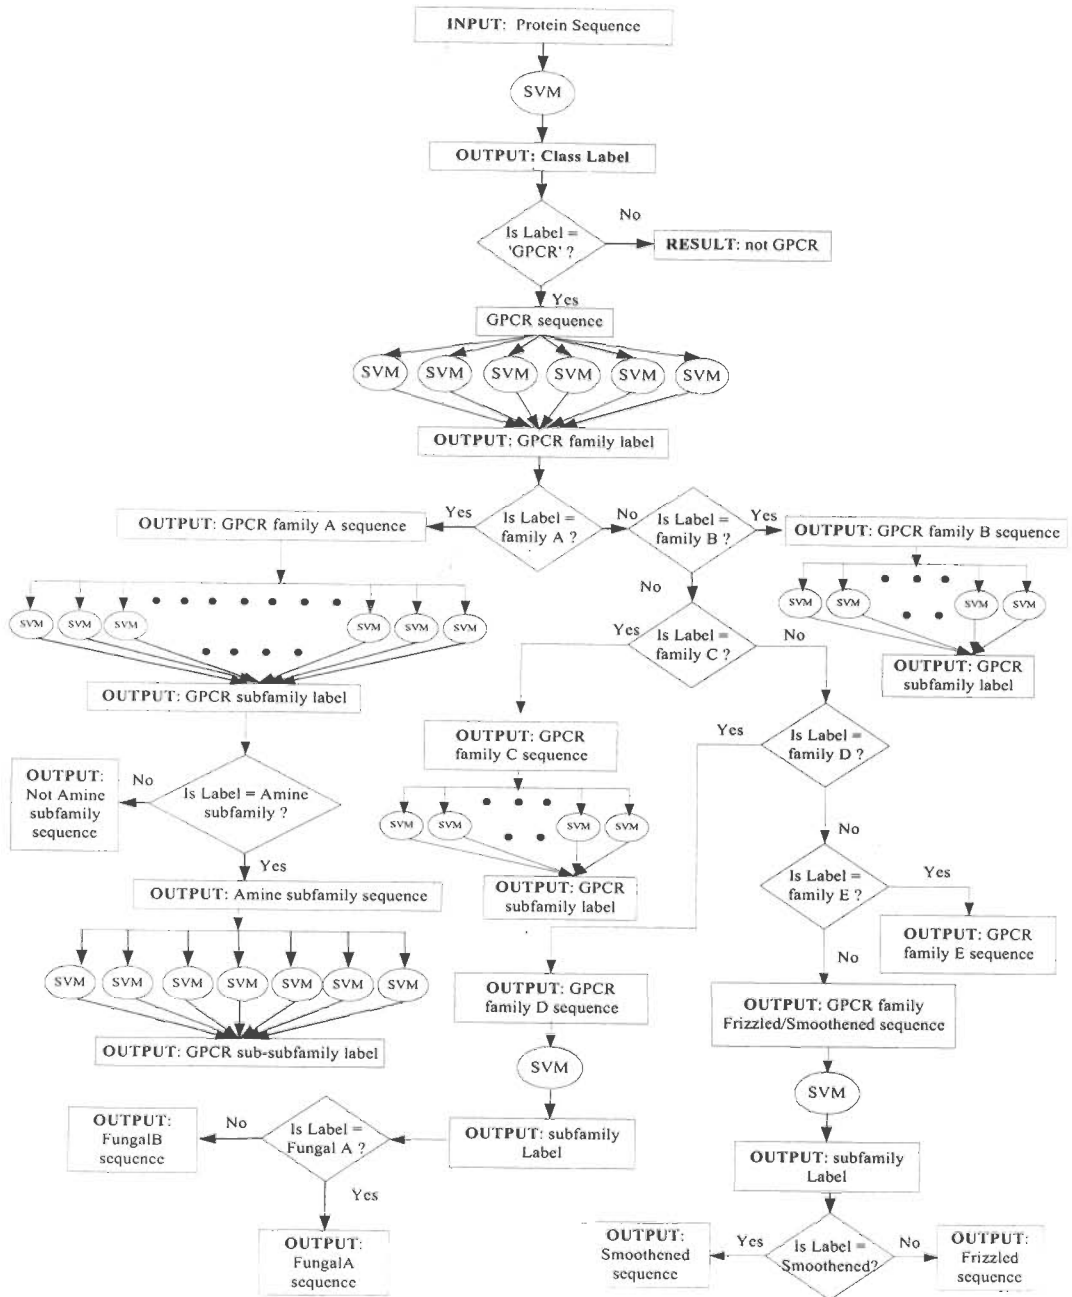 INPUT: Protein Sequence
SVM
OUTPUT: Class Label
Is Label =
'GPCR' ?
No
RESULT: not GPCR
Yes
GPCR sequence
SVM SVM SVM SVM SVM SVM
OUTPUT: GPCR family label
OUTPUT: GPCR family A sequence
Yes
Is Label =
family A ?
No
Is Label =
family B ?
Yes
OUTPUT: GPCR family B sequence
SVM SVM SVM SVM SVM SVM
SVM SVM SVM SVM
No
Yes
Is Label =
family C ?
No
OUTPUT: GPCR
subfamily label
OUTPUT: GPCR subfamily label
OUTPUT: GPCR
family C sequence
Yes
Is Label =
family D ?
OUTPUT:
Not Amine
subfamily
sequence
No
Is Label = Amine
subfamily ?
SVM SVM SVM SVM
No
Yes
OUTPUT: Amine subfamily sequence
OUTPUT: GPCR
subfamily label
Is Label =
family E ?
Yes
OUTPUT: GPCR
family E sequence
No
SVM SVM SVM SVM SVM SVM SVM
OUTPUT: GPCR
family D sequence
OUTPUT: GPCR family
Frizzled/Smoothened sequence
OUTPUT: GPCR sub-subfamily label
SVM
SVM
OUTPUT:
FungalB
sequence
No
Is Label =
Fungal A ?
OUTPUT: subfamily
Label
OUTPUT: subfamily
Label
Yes
OUTPUT:
FungalA
sequence
OUTPUT:
Smoothened
sequence
Yes
Is Label =
Smoothened?
No
OUTPUT:
Frizzled
sequence